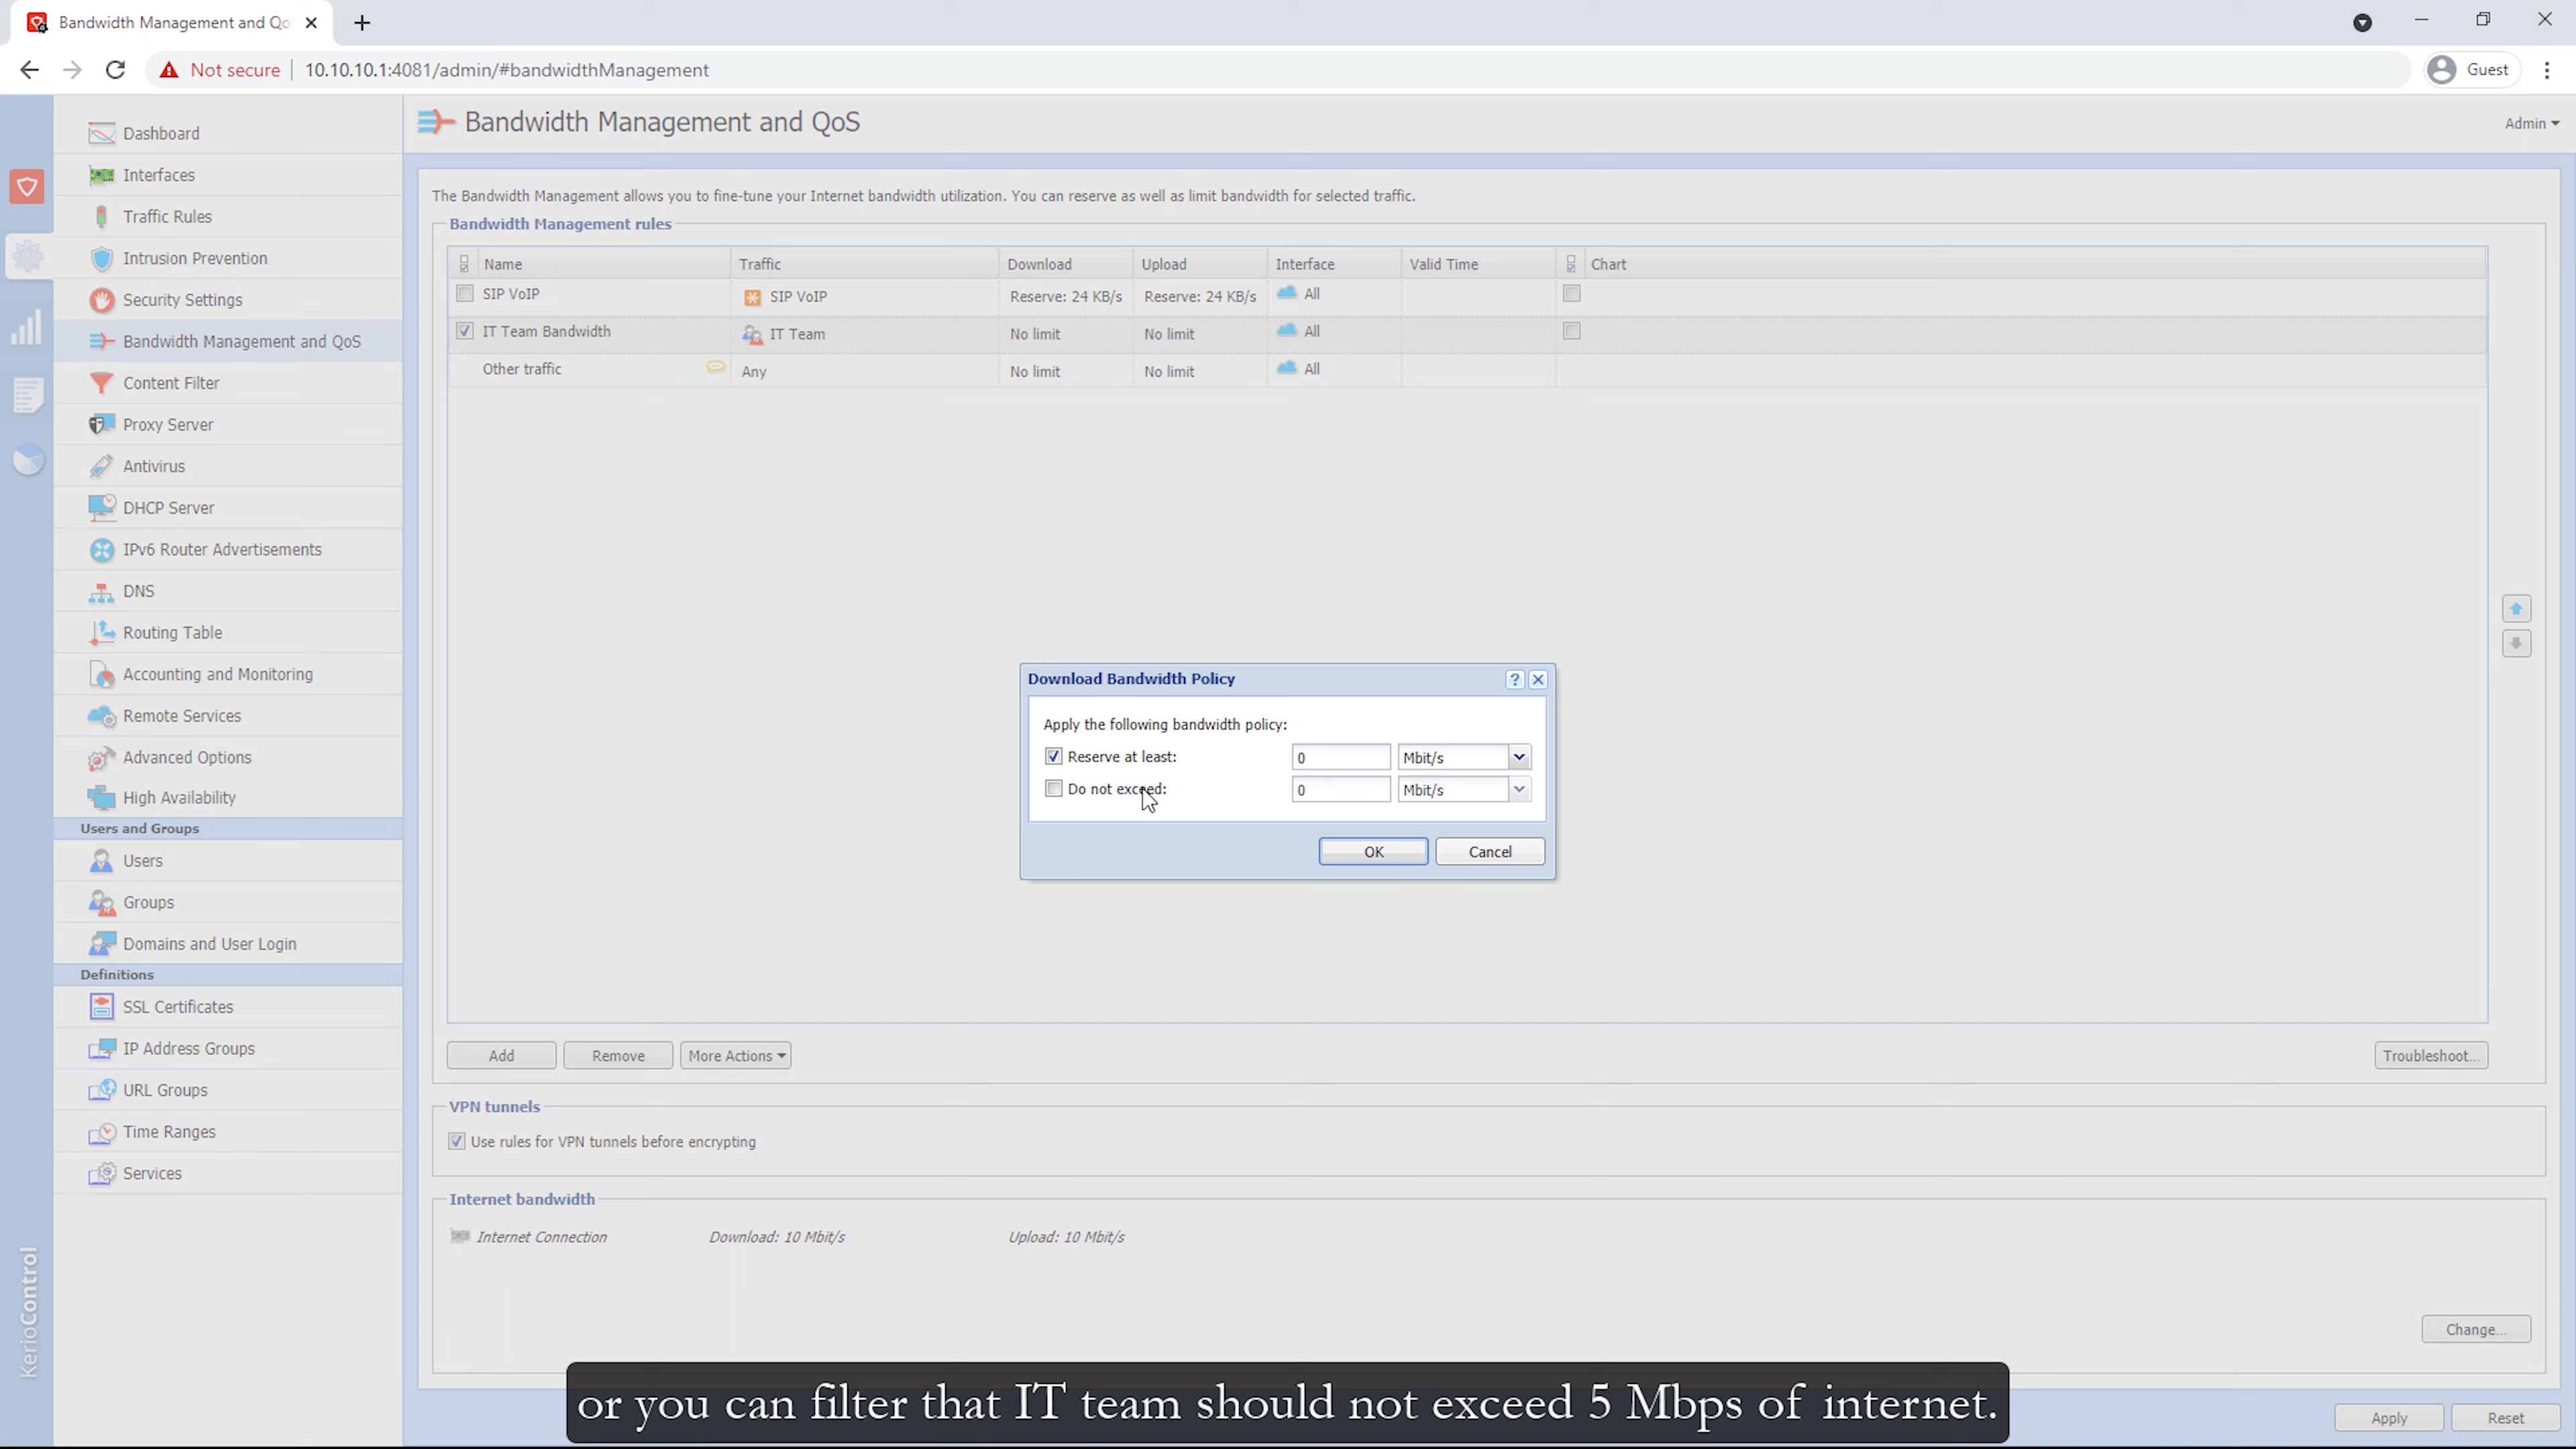 Bandwidth Management and Qo
Not secure
10.10.10.1:4081/admin/#bandwidthManagement
Guest
Dashboard
Interfaces
Traffic Rules
Intrusion Prevention
Security Settings
Bandwidth Management and QoS
Content Filter
Proxy Server
Antivirus
DHCP Server
IPv6 Router Advertisements
DNS
Routing Table
Accounting and Monitoring
Remote Services
Advanced Options
High Availability
Users and Groups
Users
Groups
Domains and User Login
Definitions
SSL Certificates
IP Address Groups
URL Groups
Time Ranges
Services
KerioControl
Bandwidth Management and QoS
Admin
The Bandwidth Management allows you to fine-tune your Internet bandwidth utilization. You can reserve as well as limit bandwidth for selected traffic.
Bandwidth Management rules
Name Traffic Download Upload Interface Valid Time Chart
SIP VoIP SIP VoIP Reserve: 24 KB/s Reserve: 24 KB/s All
IT Team Bandwidth IT Team No limit No limit All
Other traffic Any No limit No limit All
Download Bandwidth Policy
?
Apply the following bandwidth policy:
Reserve at least: 0 Mbit/s
Do not exceed: 0 Mbit/s
OK Cancel
Add Remove More Actions Troubleshoot...
VPN tunnels
Use rules for VPN tunnels before encrypting
Internet bandwidth
Internet Connection Download: 10 Mbit/s Upload: 10 Mbit/s
Change...
or you can filter that IT team should not exceed 5 Mbps of internet.
Apply Reset